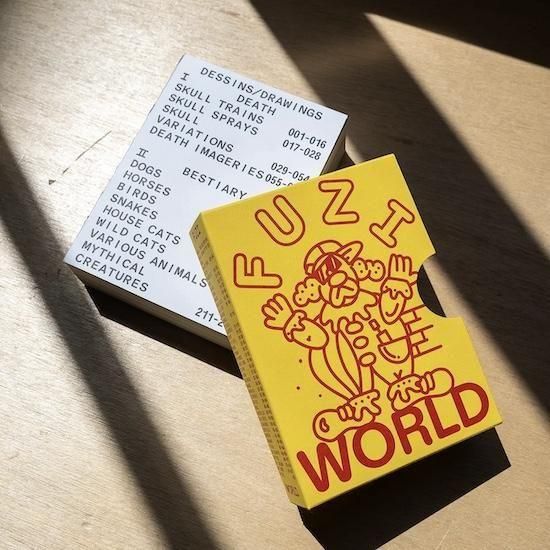 DESSINS/DRAWINGS
I DEATH
SKULL TRAINS 001-016
SKULL SPRAYS 017-028
SKULL
VARIATIONS 029-054
DEATH IMAGERIES
II BESTIARY
DOGS
HORSES
BIRDS
SNAKES
HOUSE CATS
WILD CATS
VARIOUS ANIMALS
MYTHICAL
CREATURES
FUZI
WORLD